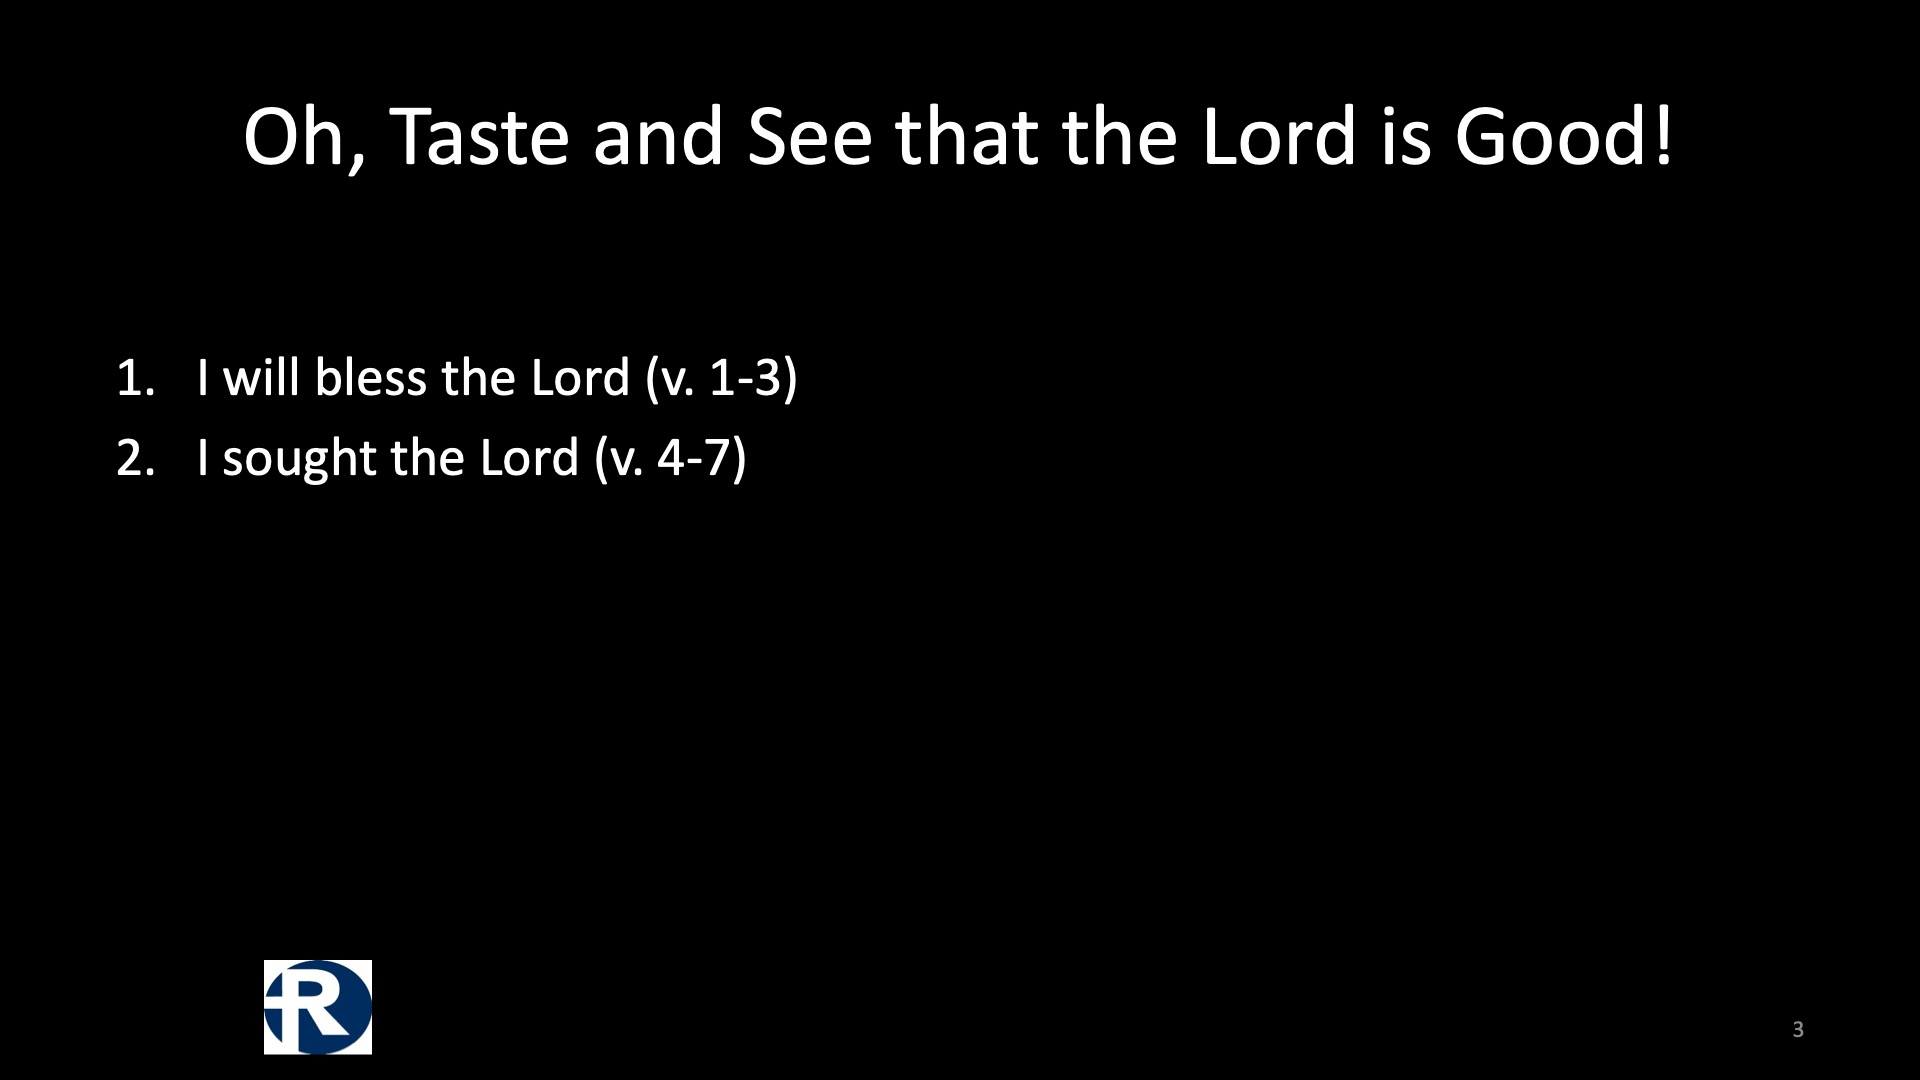 Oh, Taste and See that the Lord is Good!
1. I will bless the Lord (v. 1-3)
2. I sought the Lord (v. 4-7)
R
3